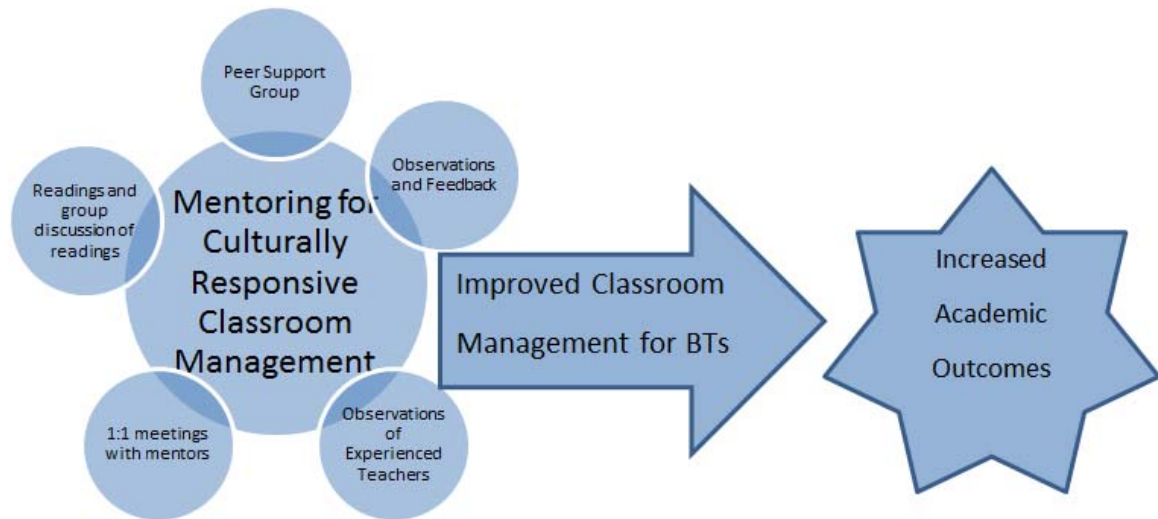 Peer Support
Group
Observations
and Feedback
Readings and
group
discussion of
readings
Mentoring for
Culturally
Responsive
Classroom
Management
1:1 meetings
with mentors
Observations
of
Experienced
Teachers
Improved Classroom
Management for BTs
Increased
Academic
Outcomes